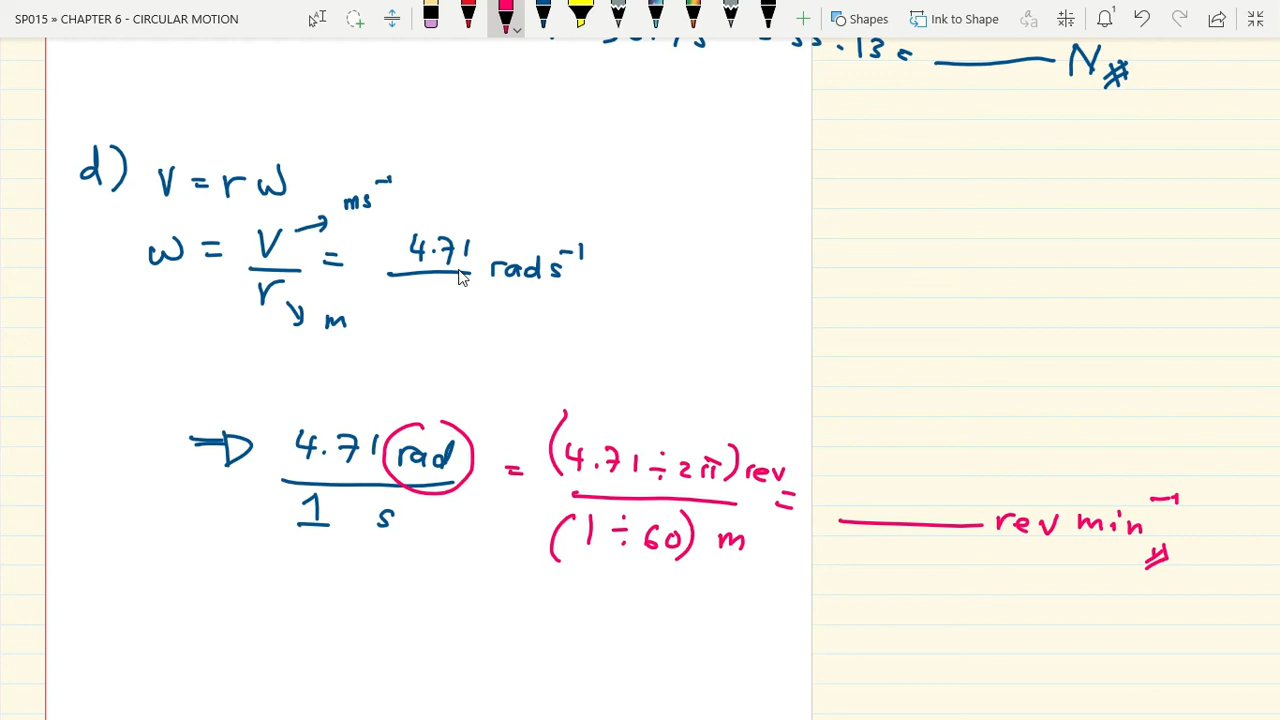 SP015 » CHAPTER 6 - CIRCULAR MOTION
Shapes
Ink to Shape
N
d) v = r ω
ω = v/r = 4.71 rad s⁻¹
ms⁻¹
m
⇒ 4.71 rad / 1 s = (4.71 ÷ 2π) rev / (1 ÷ 60) m = ____ rev min⁻¹